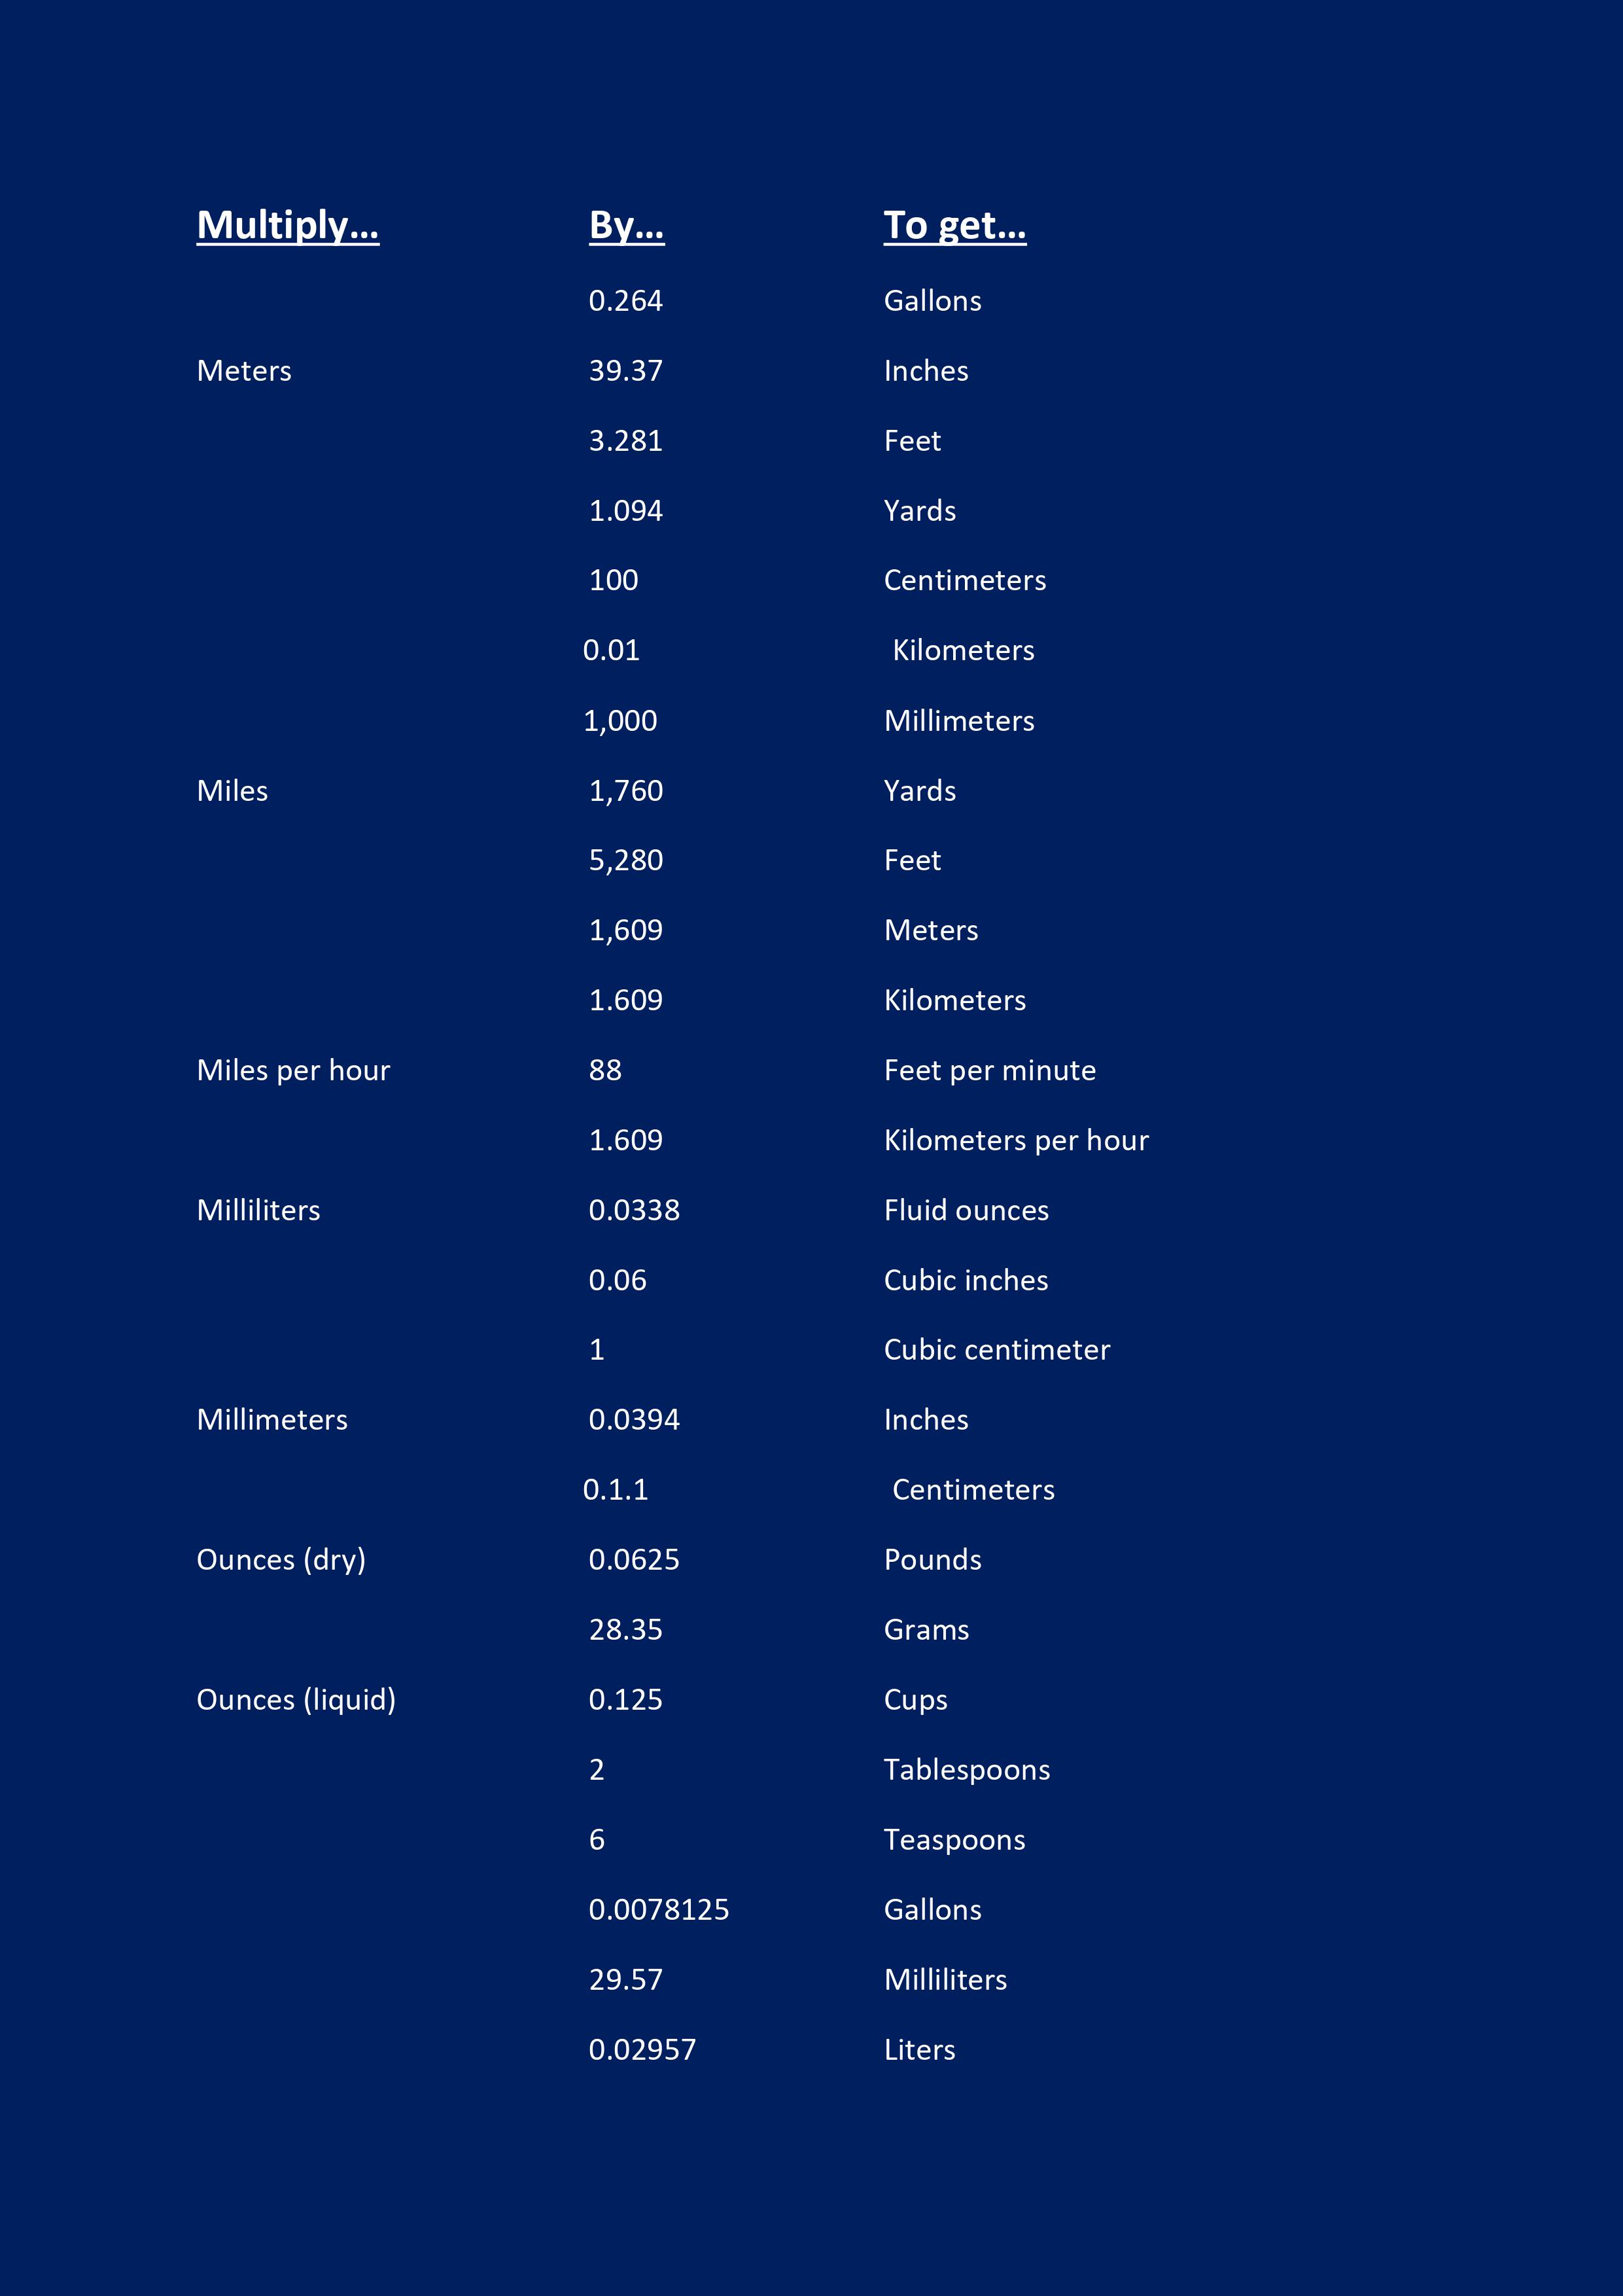 Multiply... By... To get...
0.264 Gallons
Meters 39.37 Inches
3.281 Feet
1.094 Yards
100 Centimeters
0.01 Kilometers
1,000 Millimeters
Miles 1,760 Yards
5,280 Feet
1,609 Meters
1.609 Kilometers
Miles per hour 88 Feet per minute
1.609 Kilometers per hour
Milliliters 0.0338 Fluid ounces
0.06 Cubic inches
1 Cubic centimeter
Millimeters 0.0394 Inches
0.1.1 Centimeters
Ounces (dry) 0.0625 Pounds
28.35 Grams
Ounces (liquid) 0.125 Cups
2 Tablespoons
6 Teaspoons
0.0078125 Gallons
29.57 Milliliters
0.02957 Liters